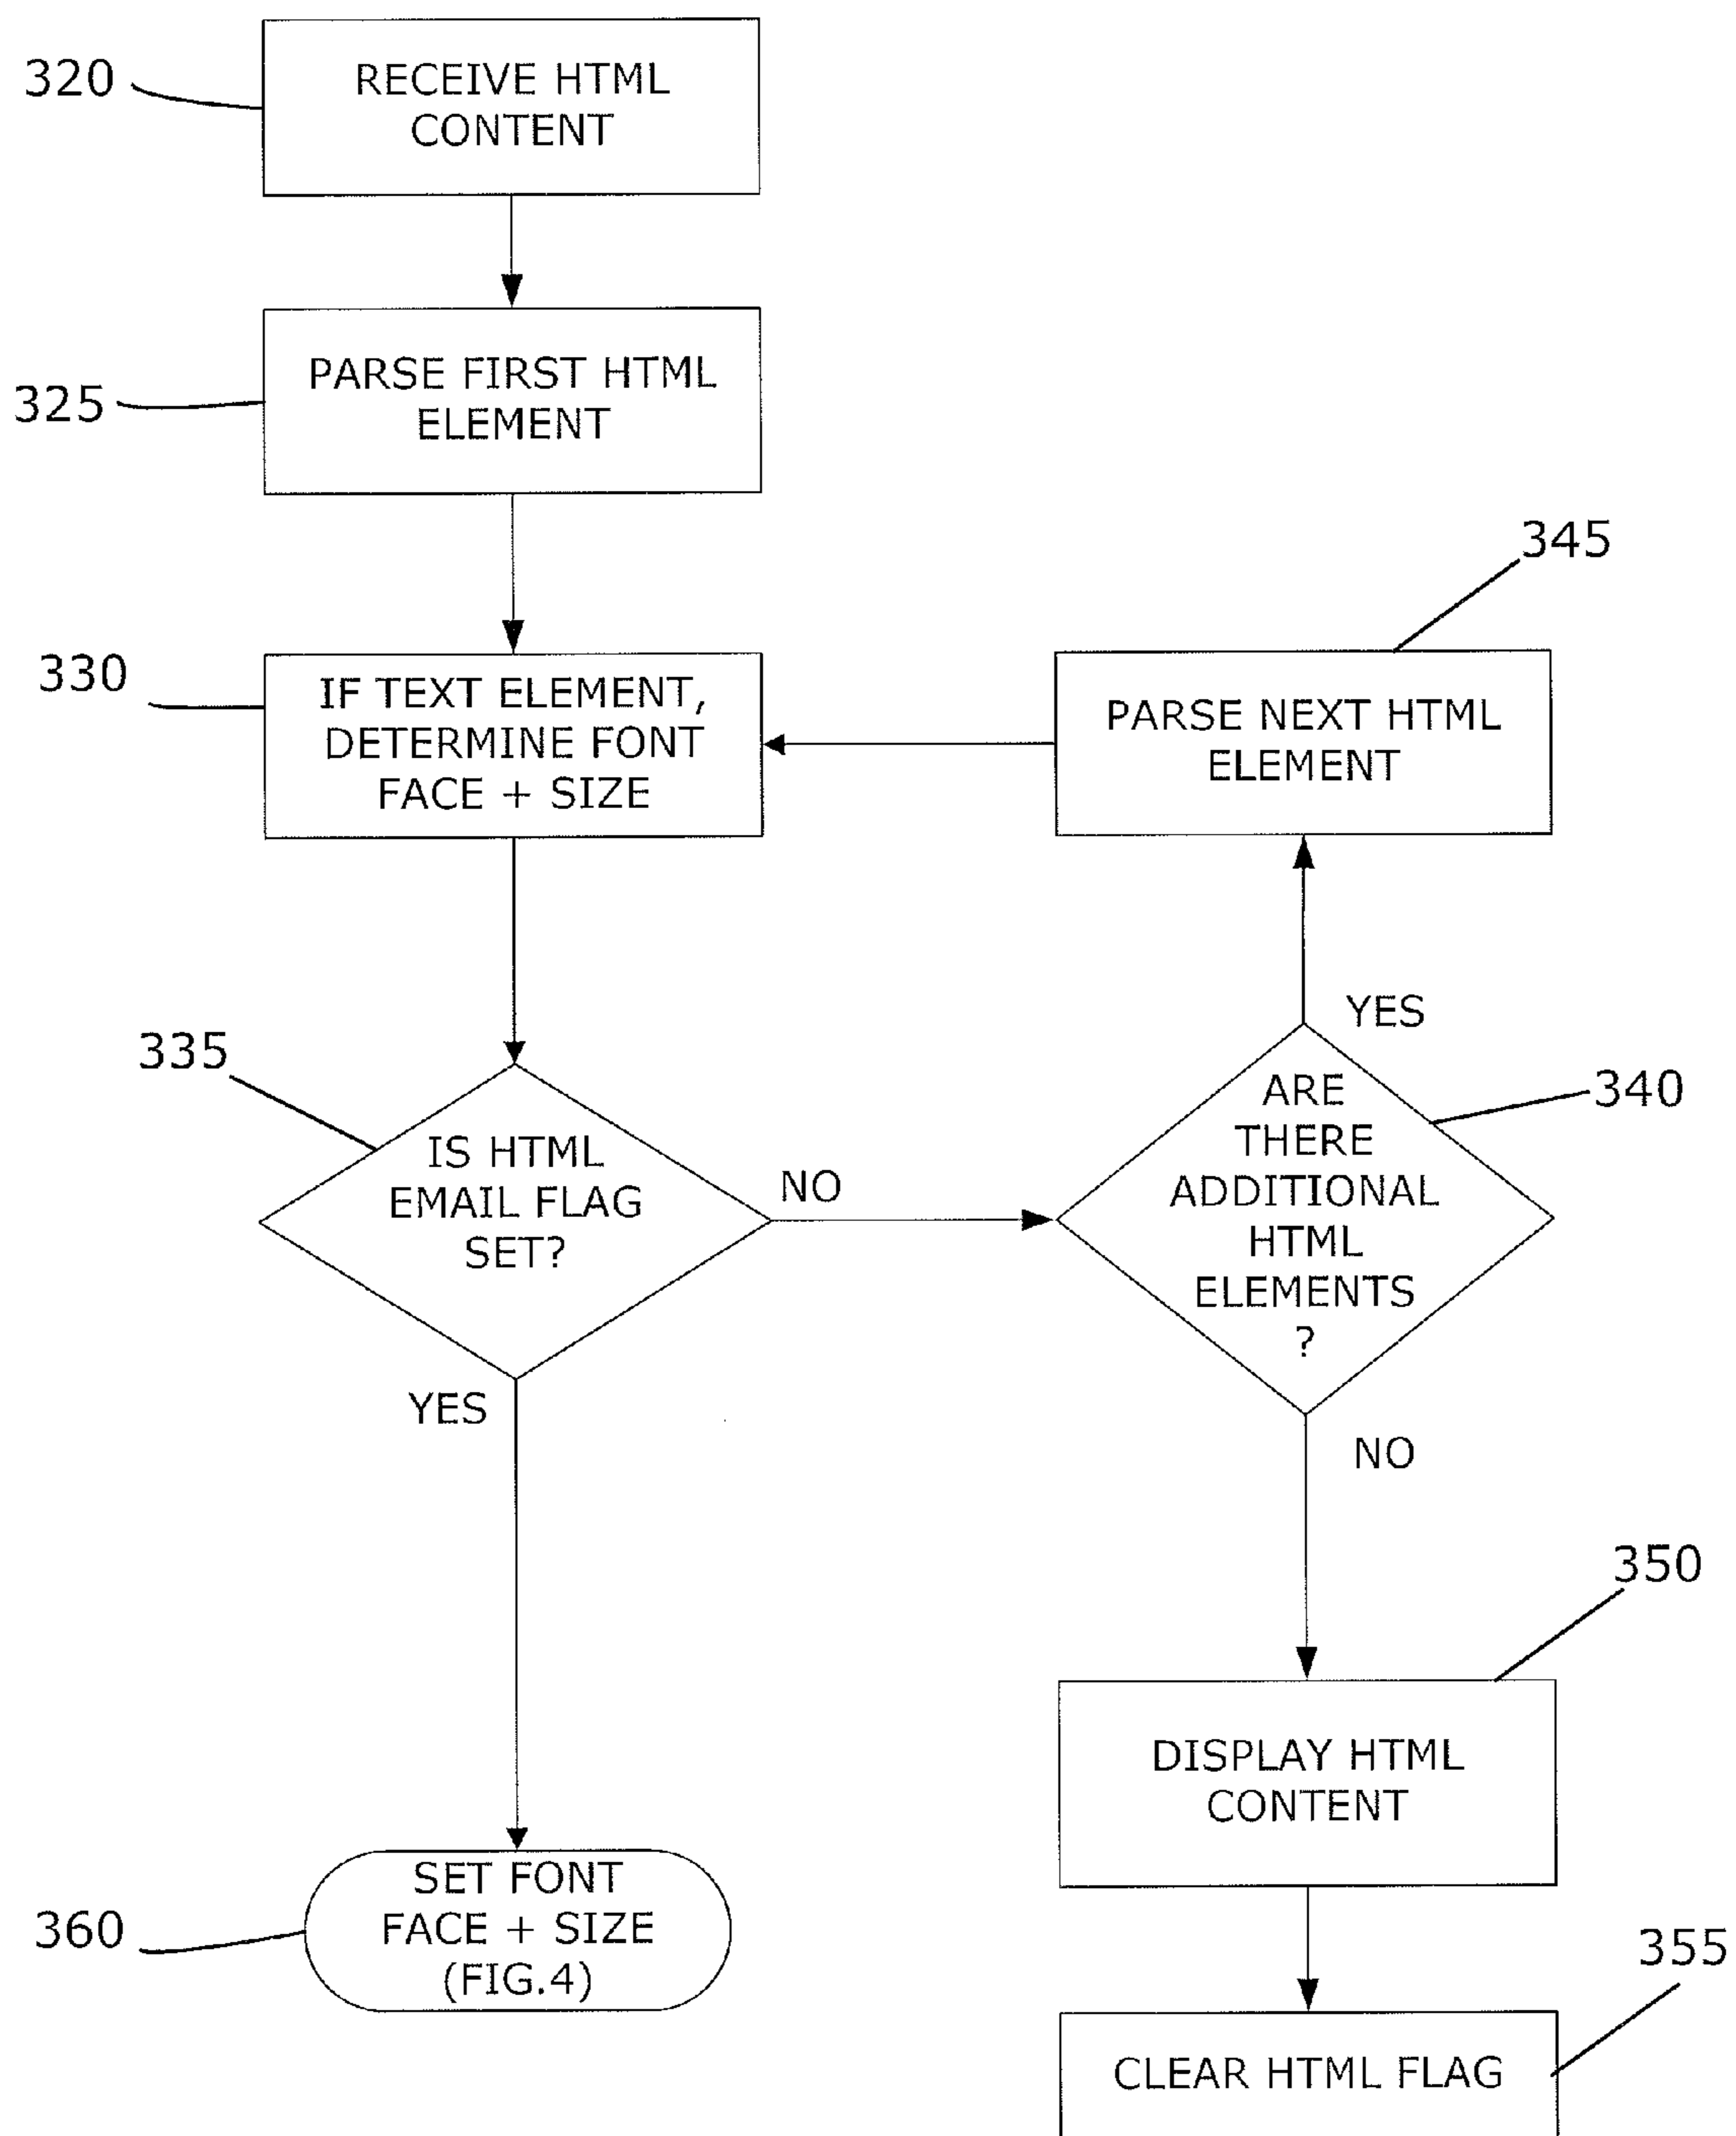 320
RECEIVE HTML
CONTENT
325
PARSE FIRST HTML
ELEMENT
330
IF TEXT ELEMENT,
DETERMINE FONT
FACE + SIZE
345
PARSE NEXT HTML
ELEMENT
335
IS HTML
EMAIL FLAG
SET?
NO
YES
YES
340
ARE
THERE
ADDITIONAL
HTML
ELEMENTS
?
NO
350
DISPLAY HTML
CONTENT
360
SET FONT
FACE + SIZE
(FIG.4)
355
CLEAR HTML FLAG